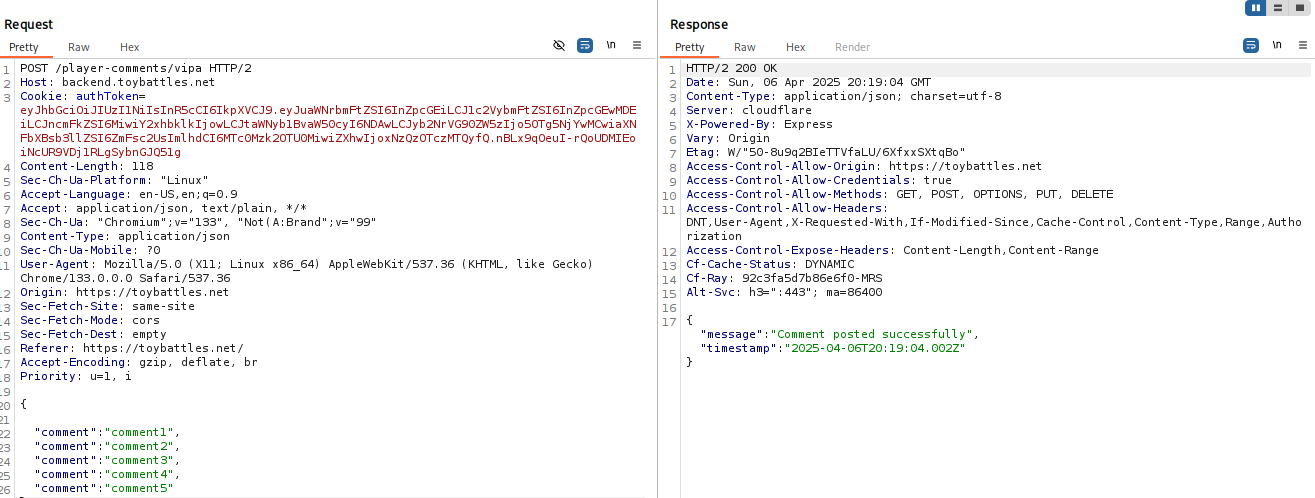 Request
Response
Pretty Raw Hex
\n
Pretty Raw Hex Render
\n
1 POST /player-comments/vipa HTTP/2
2 Host: backend.toybattles.net
3 Cookie: authToken=
eyJhbGciOiJIUzI1NiIsInR5cCI6IkpXVCJ9.eyJuaWNrbmFtZSI6InZpcGEiLCJ1c2VybmFtZSI6InZpcGEwMDE
iLCJncmFkZSI6MiwiY2xhbklkIjowLCJtaWNyb1BvaW50cyI6NDAwLCJyb2NrVG90ZW5zIjo5OTg5NjYwMCwiaXN
4 Content-Length: 118
5 Sec-Ch-Ua-Platform: "Linux"
6 Accept-Language: en-US,en;q=0.9
7 Accept: application/json, text/plain, */*
8 Sec-Ch-Ua: "Chromium";v="133", "Not(A:Brand";v="99"
9 Content-Type: application/json
10 Sec-Ch-Ua-Mobile: ?0
11 User-Agent: Mozilla/5.0 (X11; Linux x86_64) AppleWebKit/537.36 (KHTML, like Gecko)
Chrome/133.0.0.0 Safari/537.36
12 Origin: https://toybattles.net
13 Sec-Fetch-Site: same-site
14 Sec-Fetch-Mode: cors
15 Sec-Fetch-Dest: empty
16 Referer: https://toybattles.net/
17 Accept-Encoding: gzip, deflate, br
18 Priority: u=1, i
19
20 {
21
22 "comment":"comment1",
23 "comment":"comment2",
24 "comment":"comment3",
25 "comment":"comment4",
26 "comment":"comment5"
1 HTTP/2 200 OK
2 Date: Sun, 06 Apr 2025 20:19:04 GMT
3 Content-Type: application/json; charset=utf-8
4 Server: cloudflare
5 X-Powered-By: Express
6 Vary: Origin
7 Etag: W/"50-8u9q2BIeTTVfaLU/6XfxxSXtqBo"
8 Access-Control-Allow-Origin: https://toybattles.net
9 Access-Control-Allow-Credentials: true
10 Access-Control-Allow-Methods: GET, POST, OPTIONS, PUT, DELETE
11 Access-Control-Allow-Headers:
DNT,User-Agent,X-Requested-With,If-Modified-Since,Cache-Control,Content-Type,Range,Autho
rization
12 Access-Control-Expose-Headers: Content-Length,Content-Range
13 Cf-Cache-Status: DYNAMIC
14 Cf-Ray: 92c3fa5d7b86e6f0-MRS
15 Alt-Svc: h3=":443"; ma=86400
16
17 {
"message":"Comment posted successfully",
"timestamp":"2025-04-06T20:19:04.002Z"
}